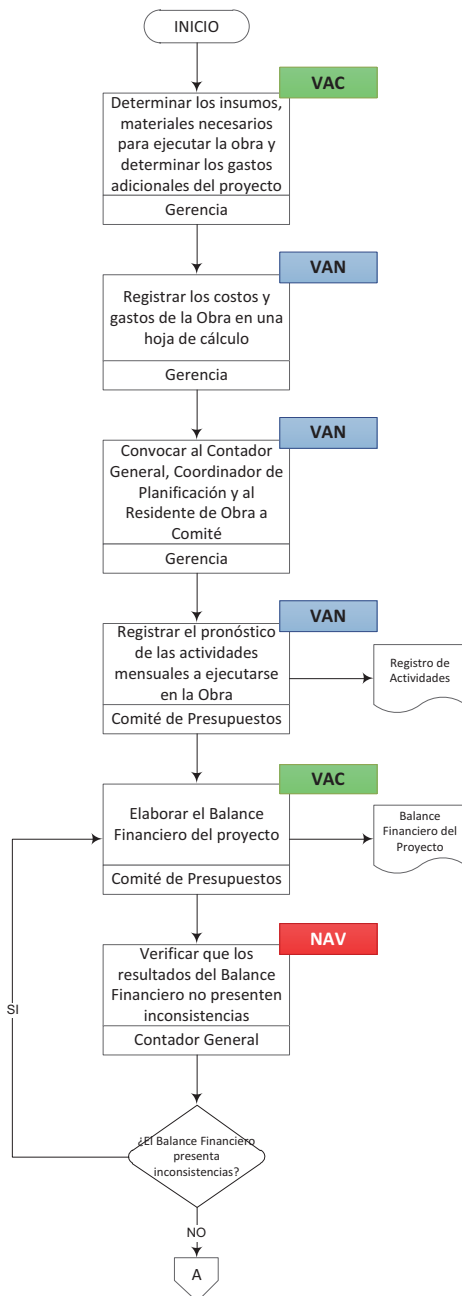 INICIO
VAC
Determinar los insumos,
materiales necesarios
para ejecutar la obra y
determinar los gastos
adicionales del proyecto
Gerencia
VAN
Registrar los costos y
gastos de la Obra en una
hoja de cálculo
Gerencia
VAN
Convocar al Contador
General, Coordinador de
Planificación y al
Residente de Obra a
Comité
Gerencia
VAN
Registrar el pronóstico
de las actividades
mensuales a ejecutarse
en la Obra
Comité de Presupuestos
Registro de
Actividades
VAC
Elaborar el Balance
Financiero del proyecto
Comité de Presupuestos
Balance
Financiero del
Proyecto
NAV
Verificar que los
resultados del Balance
Financiero no presenten
inconsistencias
Contador General
SI
¿El Balance Financiero
presenta
inconsistencias?
NO
A